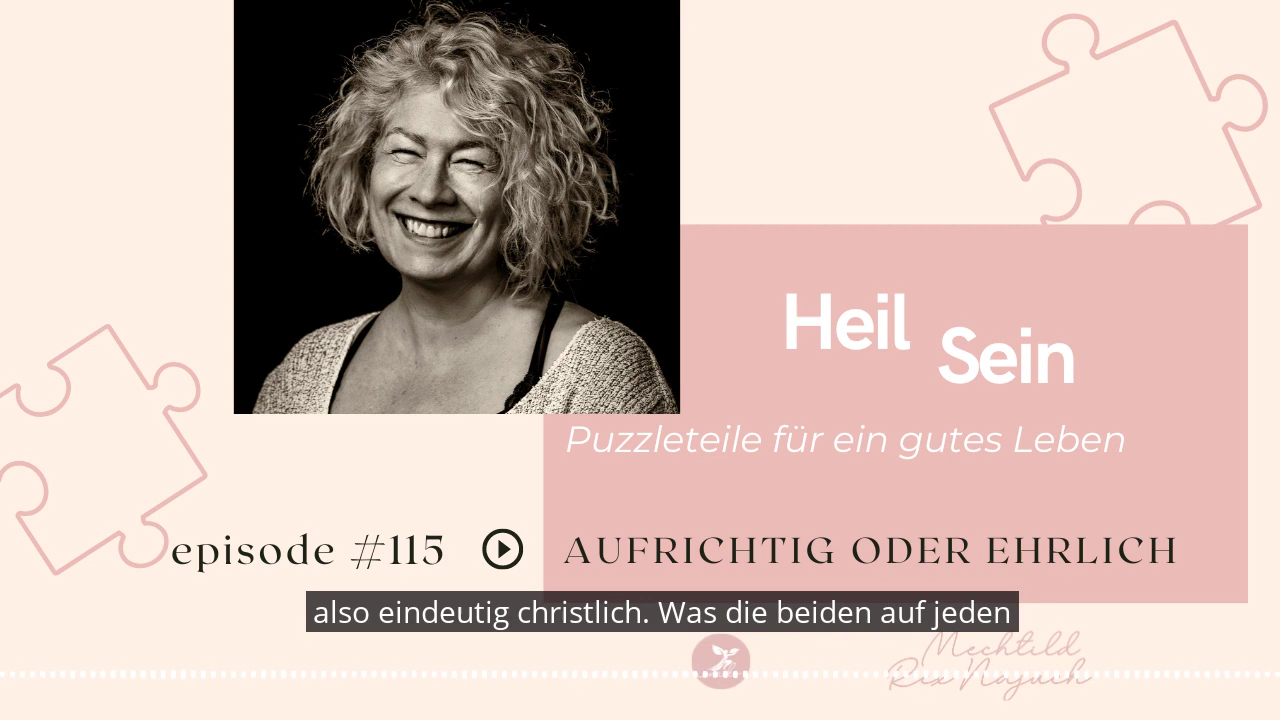 Heil
Sein
Puzzleteile für ein gutes Leben
episode #115
AUFRICHTIG ODER EHRLICH
also eindeutig christlich. Was die beiden auf jeden
Mechtild